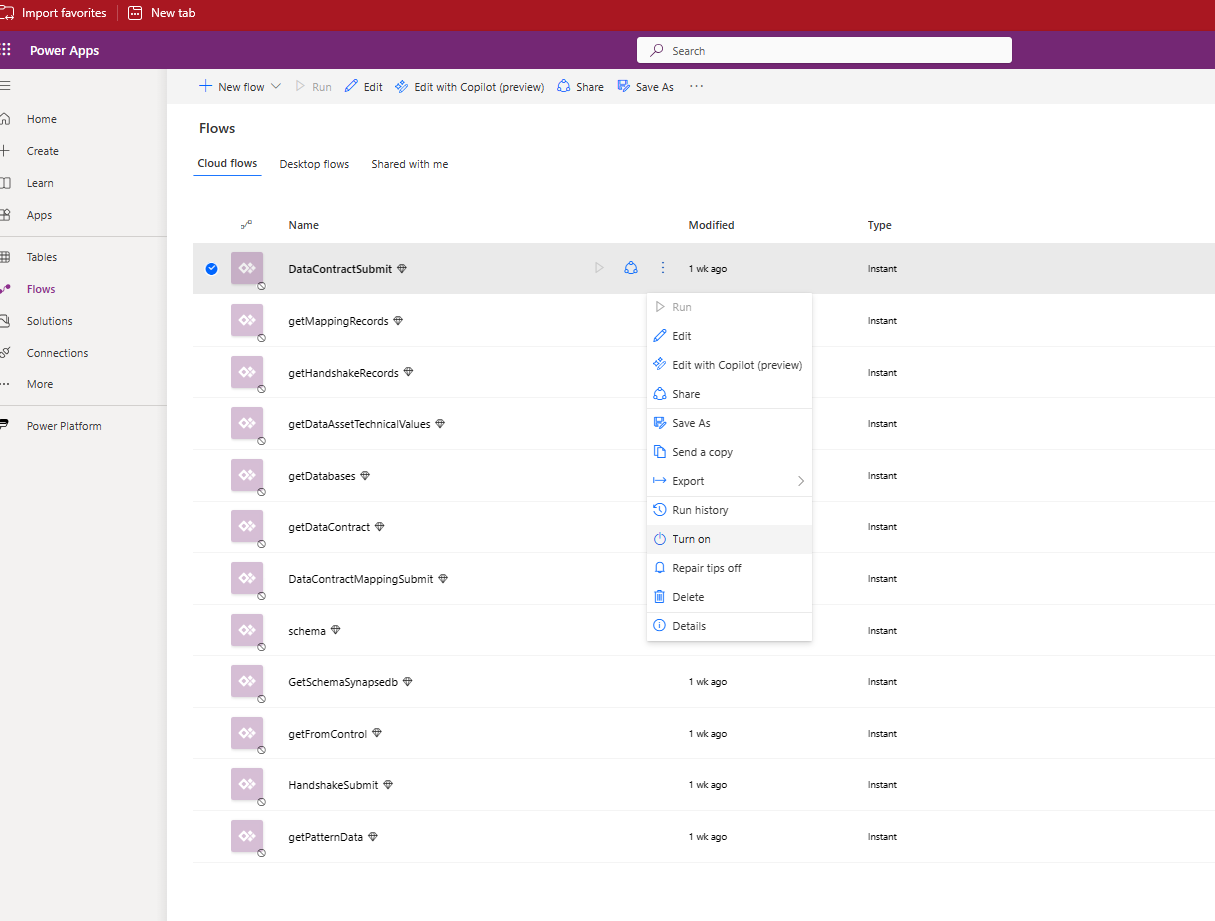 Import favorites
New tab
Power Apps
Search
New flow
Run
Edit
Edit with Copilot (preview)
Share
Save As
Home
Create
Learn
Apps
Tables
Flows
Solutions
Connections
More
Power Platform
Flows
Cloud flows
Desktop flows
Shared with me
Name Modified Type
DataContractSubmit 1 wk ago Instant
getMappingRecords Instant
getHandshakeRecords Instant
getDataAssetTechnicalValues Instant
getDatabases Instant
getDataContract Instant
DataContractMappingSubmit Instant
schema Instant
GetSchemaSynapsedb 1 wk ago Instant
getFromControl 1 wk ago Instant
HandshakeSubmit 1 wk ago Instant
getPatternData 1 wk ago Instant
Run
Edit
Edit with Copilot (preview)
Share
Save As
Send a copy
Export
Run history
Turn on
Repair tips off
Delete
Details